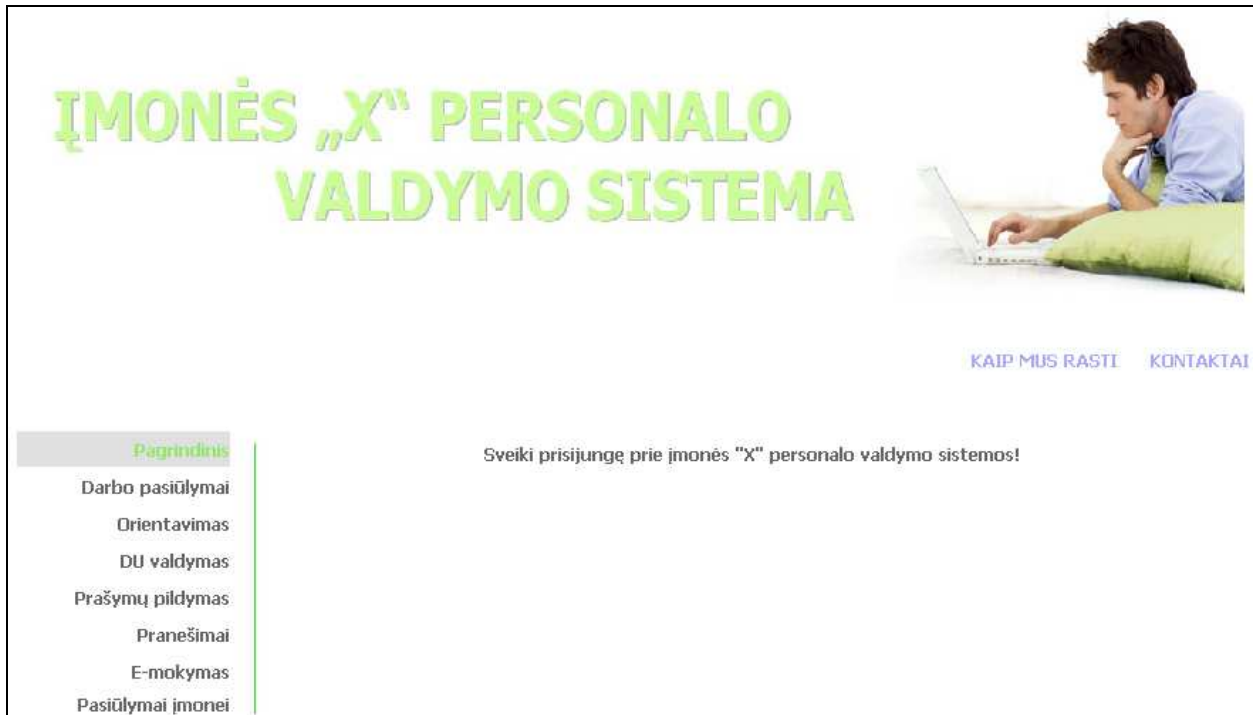 ĮMONĖS „X“ PERSONALO
VALDYMO SISTEMA
KAIP MUS RASTI KONTAKTAI
Pagrindinis
Sveiki prisijungę prie įmonės "X" personalo valdymo sistemos!
Darbo pasiūlymai
Orientavimas
DU valdymas
Prašymų pildymas
Pranešimai
E-mokymas
Pasiūlymai įmonei